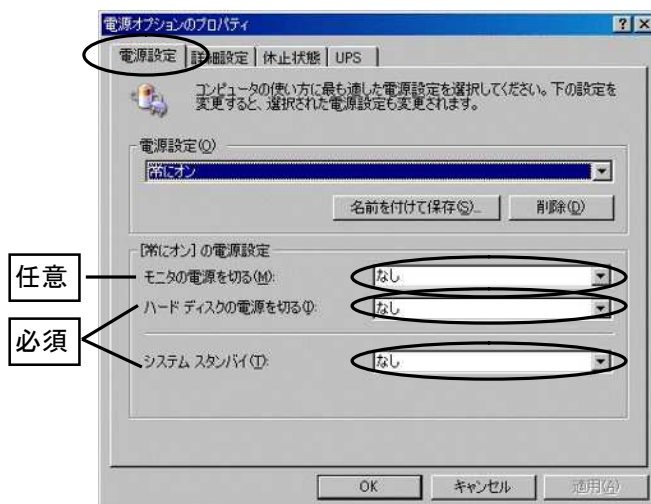 電源オプションのプロパティ
電源設定 詳細設定 休止状態 UPS
コンピュータの使い方に最も適した電源設定を選択してください。下の設定を
変更すると、選択された電源設定も変更されます。
電源設定(O)
常にオン
名前を付けて保存(S)... 削除(D)
[常にオン] の電源設定
任意
モニタの電源を切る(M): なし
ハード ディスクの電源を切る(I): なし
必須
システム スタンバイ(T): なし
OK キャンセル 適用(A)